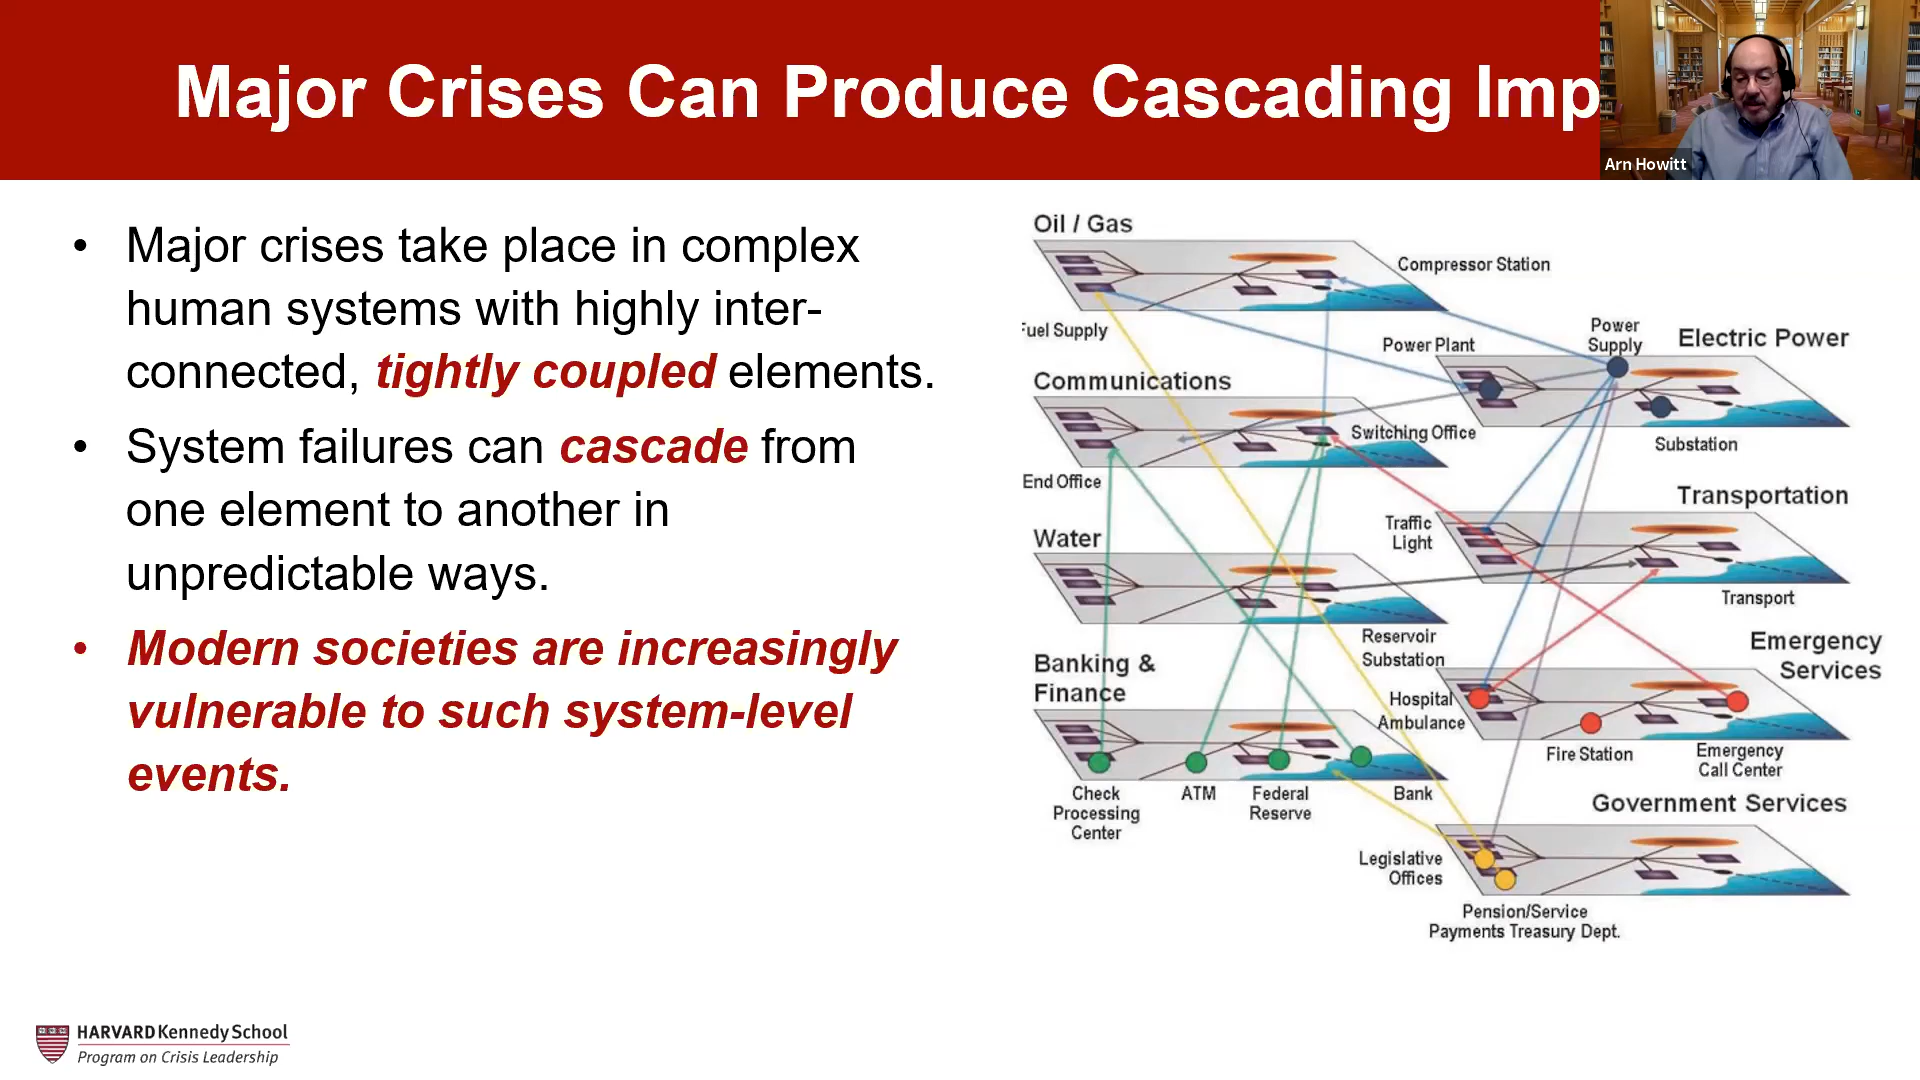 Major Crises Can Produce Cascading Imp
Arn Howitt
• Major crises take place in complex
human systems with highly inter-
connected, tightly coupled elements.
• System failures can cascade from
one element to another in
unpredictable ways.
• Modern societies are increasingly
vulnerable to such system-level
events.
Oil / Gas
Compressor Station
Fuel Supply
Power
Supply
Electric Power
Power Plant
Substation
Communications
Switching Office
End Office
Transportation
Traffic
Light
Transport
Water
Reservoir
Substation
Emergency
Services
Hospital
Ambulance
Fire Station
Emergency
Call Center
Banking &
Finance
Check
Processing
Center
ATM
Federal
Reserve
Bank
Government Services
Legislative
Offices
Pension/Service
Payments Treasury Dept.
HARVARD Kennedy School
Program on Crisis Leadership